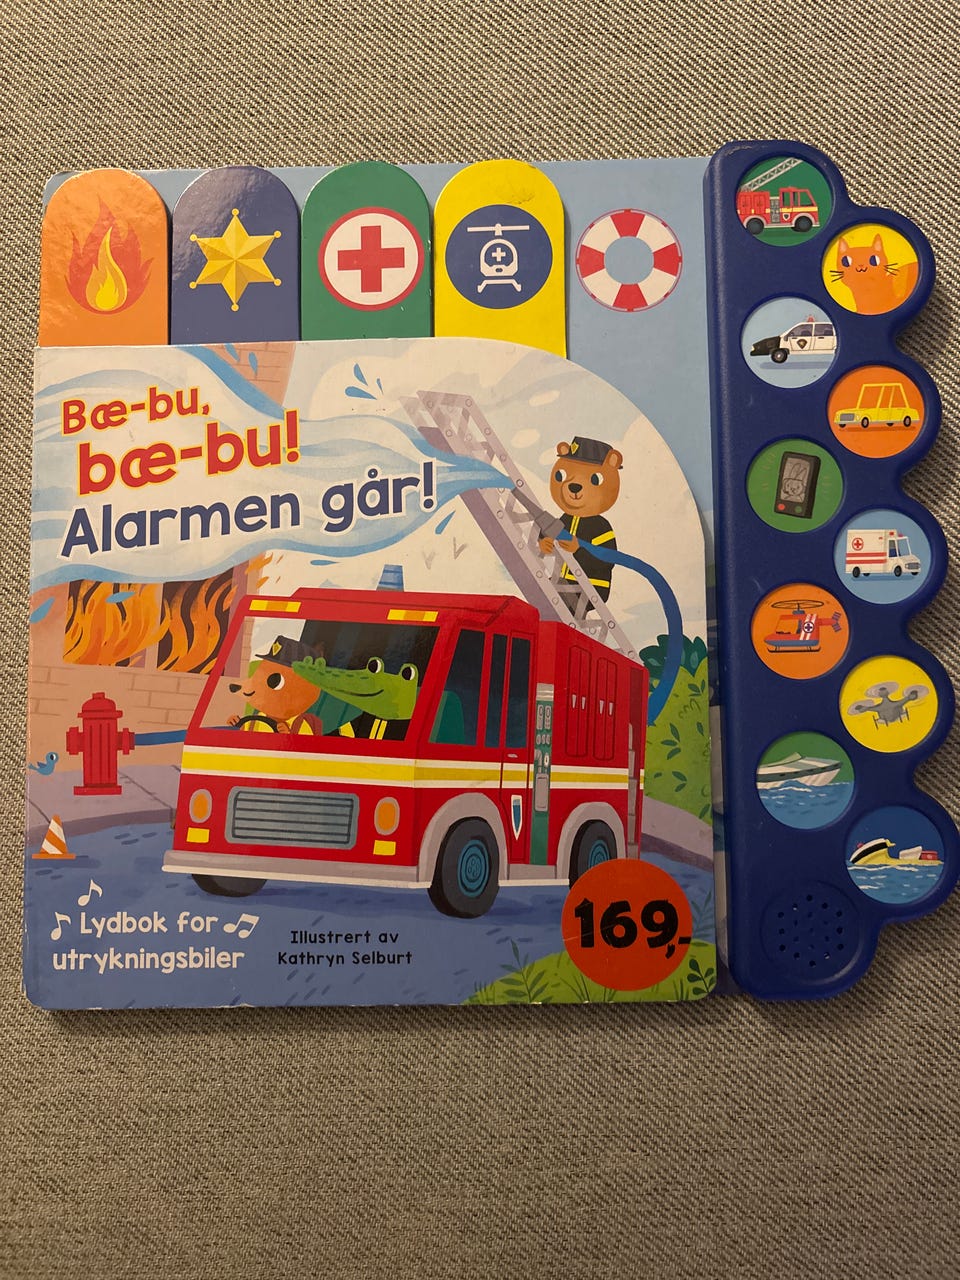 Bæ-bu,
bæ-bu!
Alarmen går!
Lydbok for
utrykningsbiler
Illustrert av
Kathryn Selburt
169,-